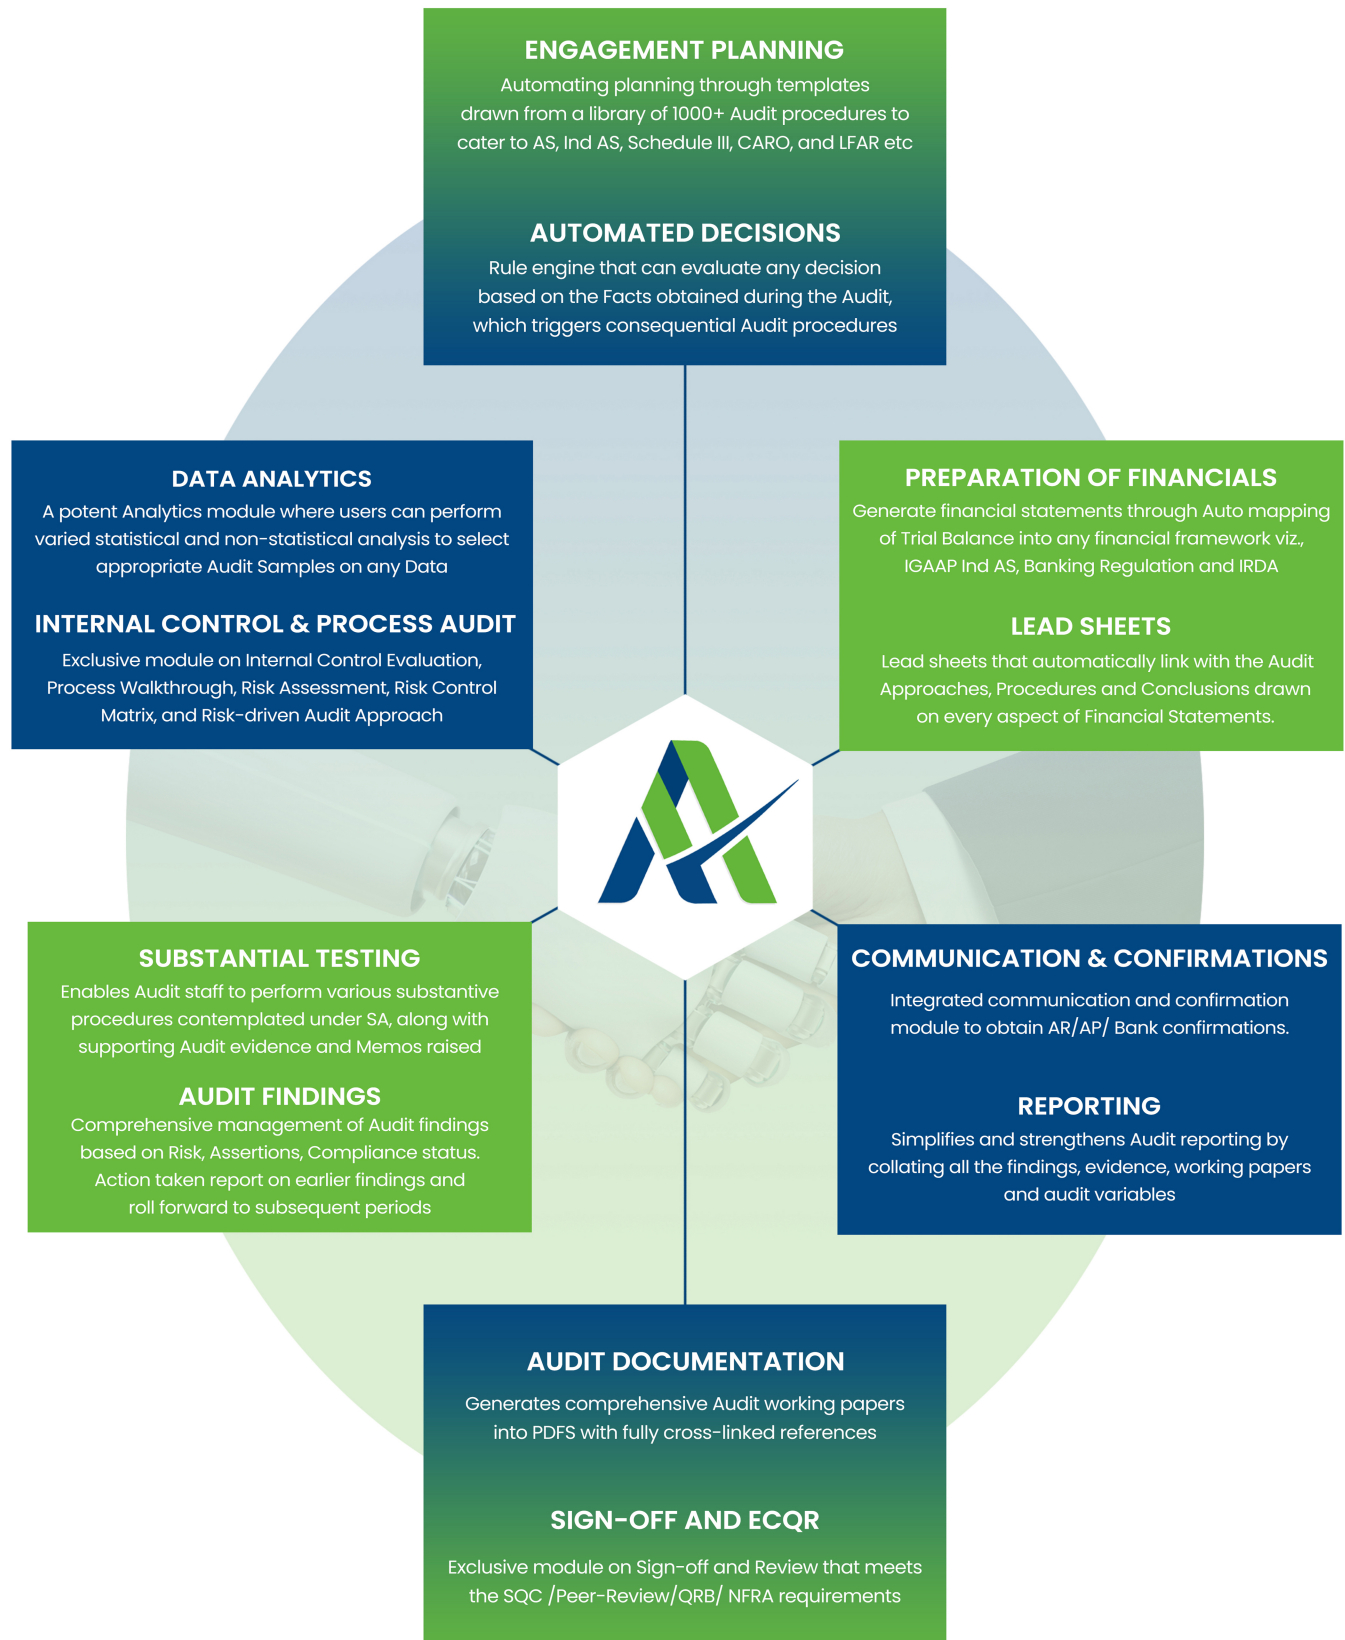 ENGAGEMENT PLANNING
Automating planning through templates
drawn from a library of 1000+ Audit procedures to
cater to AS, Ind AS, Schedule III, CARO, and LFAR etc
AUTOMATED DECISIONS
Rule engine that can evaluate any decision
based on the Facts obtained during the Audit,
which triggers consequential Audit procedures
DATA ANALYTICS
A potent Analytics module where users can perform
varied statistical and non-statistical analysis to select
appropriate Audit Samples on any Data
INTERNAL CONTROL & PROCESS AUDIT
Exclusive module on Internal Control Evaluation,
Process Walkthrough, Risk Assessment, Risk Control
Matrix, and Risk-driven Audit Approach
PREPARATION OF FINANCIALS
Generate financial statements through Auto mapping
of Trial Balance into any financial framework viz.,
IGAAP Ind AS, Banking Regulation and IRDA
LEAD SHEETS
Lead sheets that automatically link with the Audit
Approaches, Procedures and Conclusions drawn
on every aspect of Financial Statements.
SUBSTANTIAL TESTING
Enables Audit staff to perform various substantive
procedures contemplated under SA, along with
supporting Audit evidence and Memos raised
AUDIT FINDINGS
Comprehensive management of Audit findings
based on Risk, Assertions, Compliance status.
Action taken report on earlier findings and
roll forward to subsequent periods
COMMUNICATION & CONFIRMATIONS
Integrated communication and confirmation
module to obtain AR/AP/ Bank confirmations.
REPORTING
Simplifies and strengthens Audit reporting by
collating all the findings, evidence, working papers
and audit variables
AUDIT DOCUMENTATION
Generates comprehensive Audit working papers
into PDFS with fully cross-linked references
SIGN-OFF AND ECQR
Exclusive module on Sign-off and Review that meets
the SQC /Peer-Review/QRB/ NFRA requirements